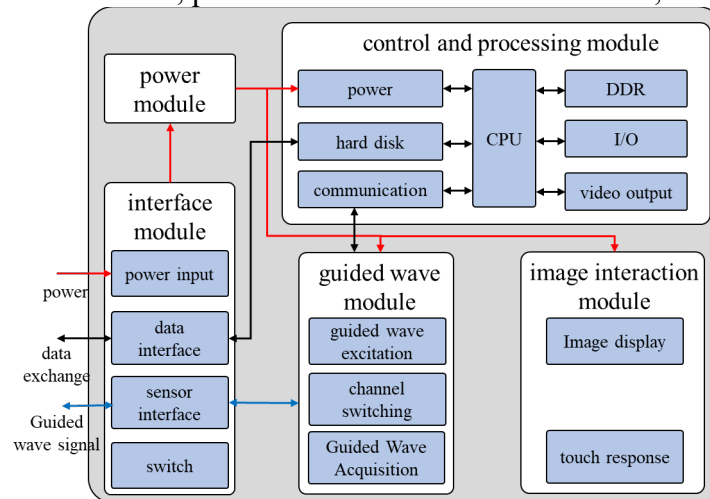 control and processing module
power
module
power
hard disk
communication
CPU
DDR
I/O
video output
interface
module
power input
data
interface
sensor
interface
switch
power
data
exchange
Guided
wave signal
guided wave
module
guided wave
excitation
channel
switching
Guided Wave
Acquisition
image interaction
module
Image display
touch response